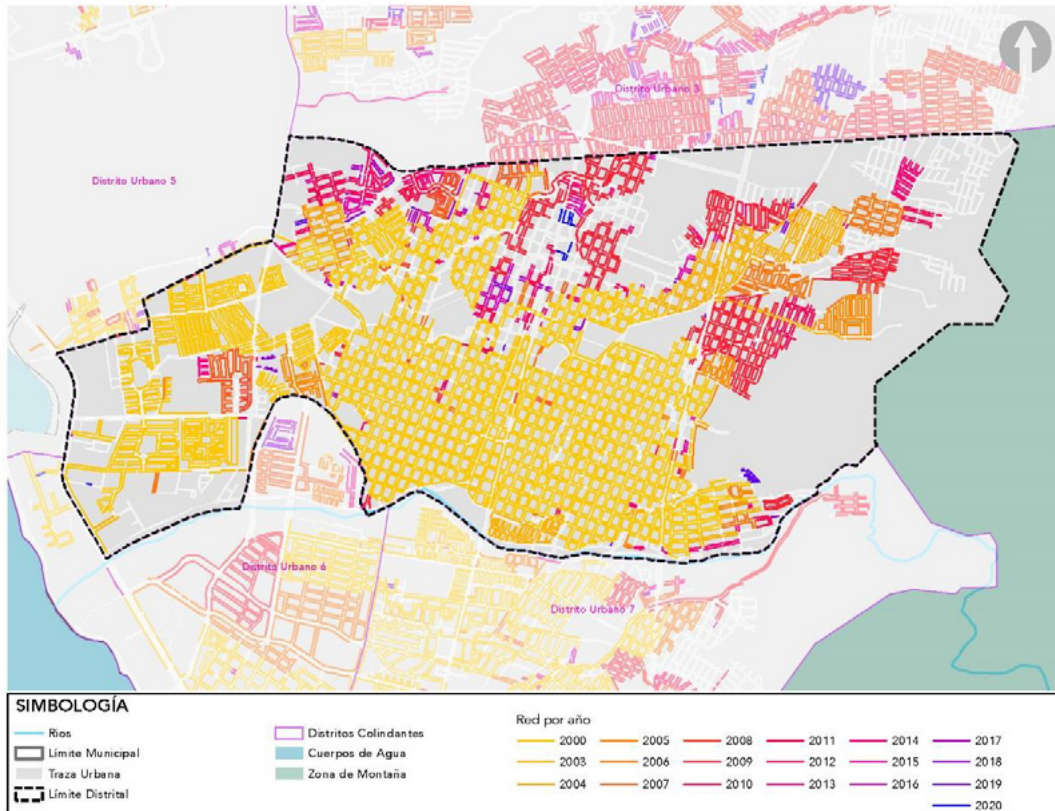 Distrito Urbano 3
Distrito Urbano 5
Distrito Urbano 6
Distrito Urbano 7
SIMBOLOGÍA
Rios
Límite Municipal
Traza Urbana
Límite Distrital
Distritos Colindantes
Cuerpos de Agua
Zona de Montaña
Red por año
2000 2005 2008 2011 2014 2017
2003 2006 2009 2012 2015 2018
2004 2007 2010 2013 2016 2019
2020